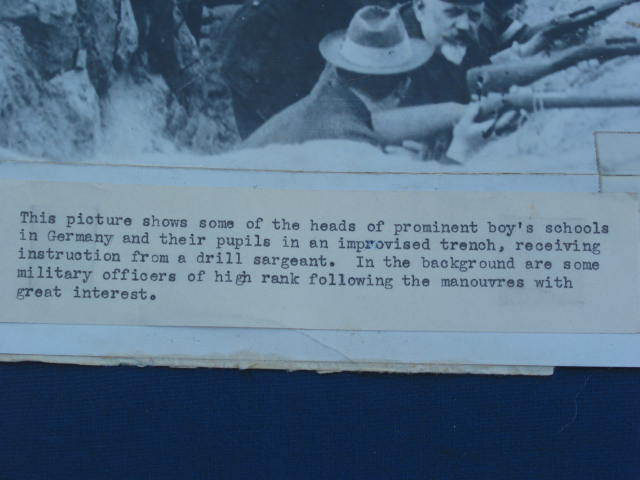 This picture shows some of the heads of prominent boy's schools
in Germany and their pupils in an improvised trench, receiving
instruction from a drill sargeant. In the background are some
military officers of high rank following the manouvres with
great interest.